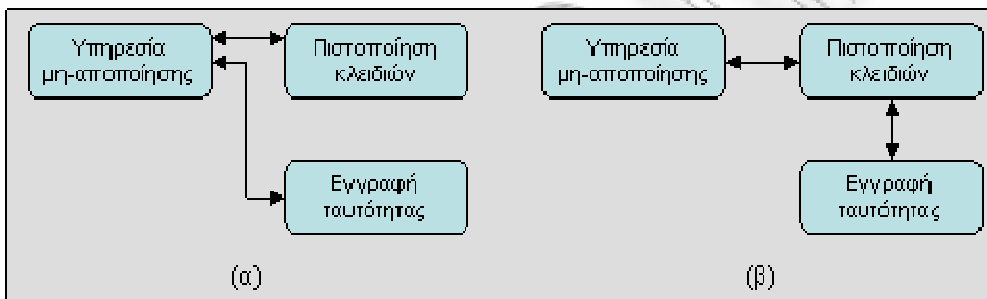 Υπηρεσία
μη-αποποίησης
Πιστοποίηση
κλειδιών
Εγγραφή
ταυτότητας
(α)
Υπηρεσία
μη-αποποίησης
Πιστοποίηση
κλειδιών
Εγγραφή
ταυτότητας
(β)